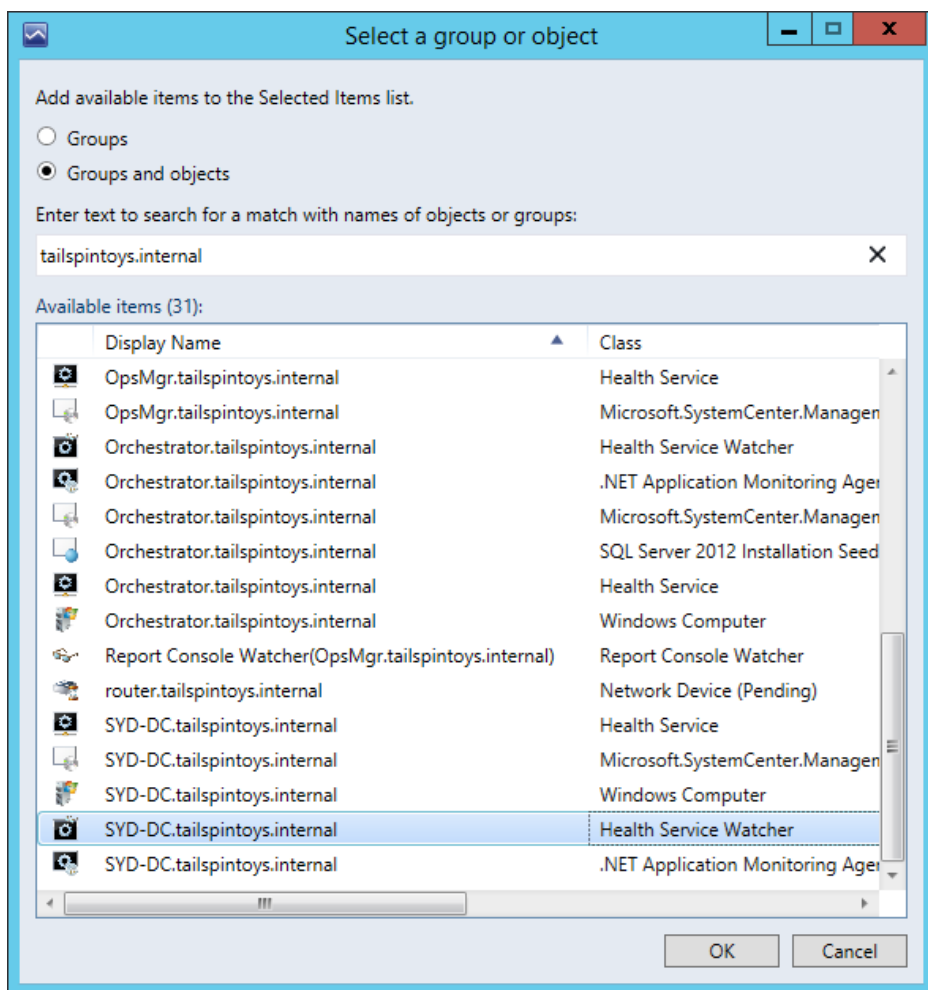 Select a group or object
Add available items to the Selected Items list.
Groups
Groups and objects
Enter text to search for a match with names of objects or groups:
tailspintoys.internal
Available items (31):
Display Name Class
OpsMgr.tailspintoys.internal Health Service
OpsMgr.tailspintoys.internal Microsoft.SystemCenter.Managen
Orchestrator.tailspintoys.internal Health Service Watcher
Orchestrator.tailspintoys.internal .NET Application Monitoring Ager
Orchestrator.tailspintoys.internal Microsoft.SystemCenter.Managen
Orchestrator.tailspintoys.internal SQL Server 2012 Installation Seed
Orchestrator.tailspintoys.internal Health Service
Orchestrator.tailspintoys.internal Windows Computer
Report Console Watcher(OpsMgr.tailspintoys.internal) Report Console Watcher
router.tailspintoys.internal Network Device (Pending)
SYD-DC.tailspintoys.internal Health Service
SYD-DC.tailspintoys.internal Microsoft.SystemCenter.Managen
SYD-DC.tailspintoys.internal Windows Computer
SYD-DC.tailspintoys.internal Health Service Watcher
SYD-DC.tailspintoys.internal .NET Application Monitoring Ager
OK Cancel